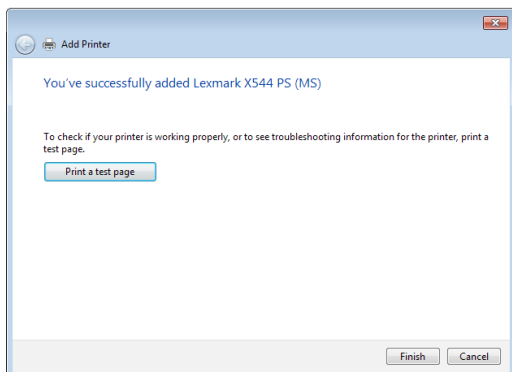 Add Printer
You've successfully added Lexmark X544 PS (MS)
To check if your printer is working properly, or to see troubleshooting information for the printer, print a
test page.
Print a test page
Finish Cancel